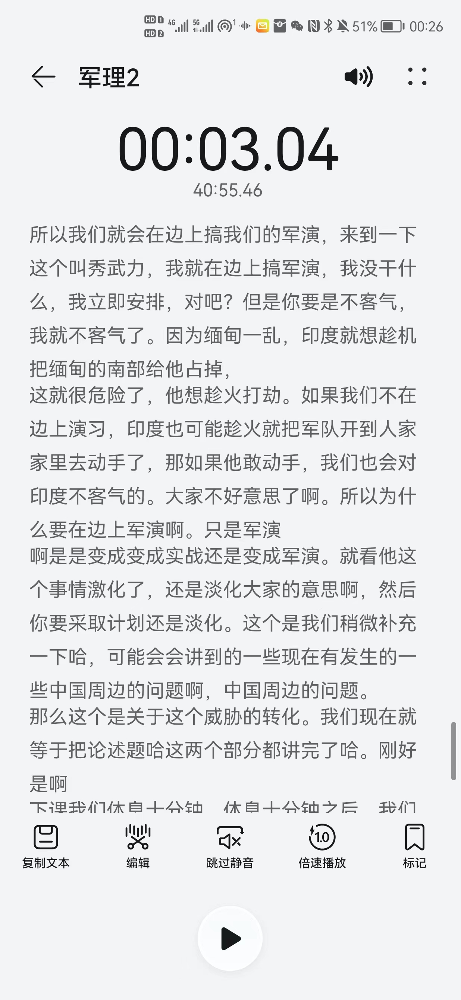 HD 1 4G 5G 1 51% 00:26
HD 2
军理2
00:03.04
40:55.46
所以我们就会在边上搞我们的军演，来到一下
这个叫秀武力，我就在边上搞军演，我没干什
么，我立即安排，对吧？但是你要是不客气，
我就不客气了。因为缅甸一乱，印度就想趁机
把缅甸的南部给他占掉，
这就很危险了，他想趁火打劫。如果我们不在
边上演习，印度也可能趁火就把军队开到人家
家里去动手了，那如果他敢动手，我们也会对
印度不客气的。大家不好意思了啊。所以为什
么要在边上军演啊。只是军演
啊是是变成变成实战还是变成军演。就看他这
个事情激化了，还是淡化大家的意思啊，然后
你要采取计划还是淡化。这个是我们稍微补充
一下哈，可能会会讲到的一些现在有发生的一
些中国周边的问题啊，中国周边的问题。
那么这个是关于这个威胁的转化。我们现在就
等于把论述题哈这两个部分都讲完了哈。刚好
是啊
下课我们休息十分钟，休息十分钟之后，我们
1.0
复制文本 编辑 跳过静音 倍速播放 标记